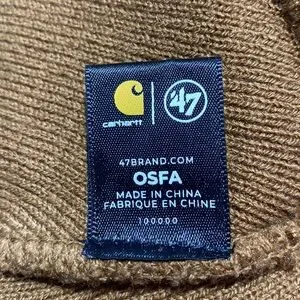 carhartt 47
47BRAND.COM
OSFA
MADE IN CHINA
FABRIQUE EN CHINE
100000